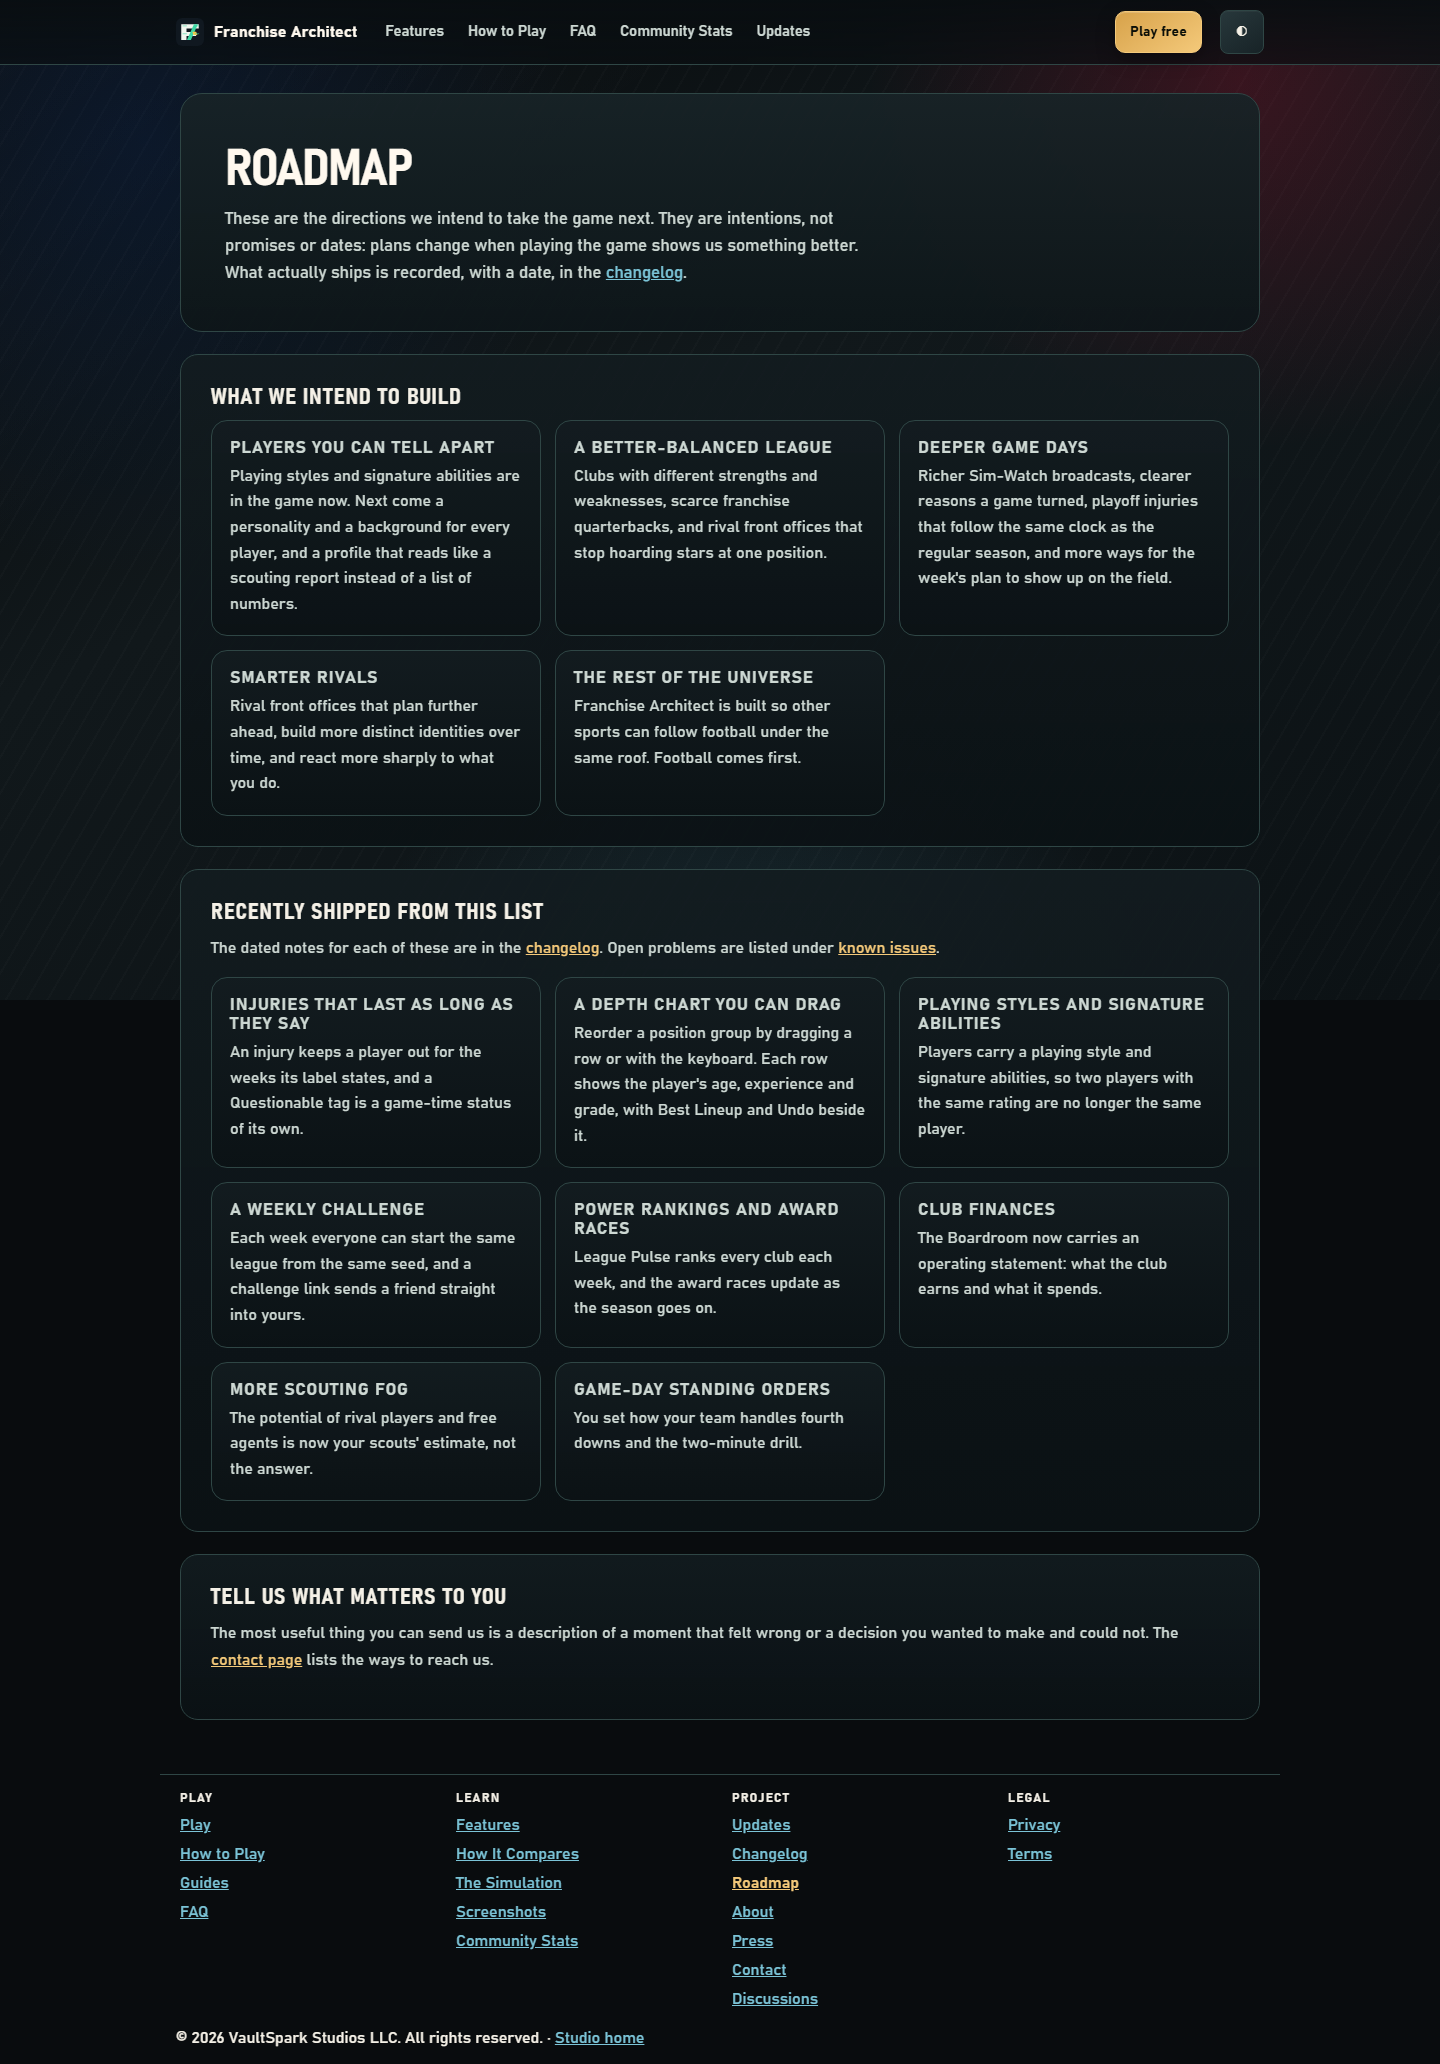 Franchise Architect
Features
How to Play
FAQ
Community Stats
Updates
Play free
ROADMAP
These are the directions we intend to take the game next. They are intentions, not
promises or dates: plans change when playing the game shows us something better.
What actually ships is recorded, with a date, in the changelog.
WHAT WE INTEND TO BUILD
PLAYERS YOU CAN TELL APART
Playing styles and signature abilities are
in the game now. Next come a
personality and a background for every
player, and a profile that reads like a
scouting report instead of a list of
numbers.
A BETTER-BALANCED LEAGUE
Clubs with different strengths and
weaknesses, scarce franchise
quarterbacks, and rival front offices that
stop hoarding stars at one position.
DEEPER GAME DAYS
Richer Sim-Watch broadcasts, clearer
reasons a game turned, playoff injuries
that follow the same clock as the
regular season, and more ways for the
week's plan to show up on the field.
SMARTER RIVALS
Rival front offices that plan further
ahead, build more distinct identities over
time, and react more sharply to what
you do.
THE REST OF THE UNIVERSE
Franchise Architect is built so other
sports can follow football under the
same roof. Football comes first.
RECENTLY SHIPPED FROM THIS LIST
The dated notes for each of these are in the changelog. Open problems are listed under known issues.
INJURIES THAT LAST AS LONG AS
THEY SAY
An injury keeps a player out for the
weeks its label states, and a
Questionable tag is a game-time status
of its own.
A DEPTH CHART YOU CAN DRAG
Reorder a position group by dragging a
row or with the keyboard. Each row
shows the player's age, experience and
grade, with Best Lineup and Undo beside
it.
PLAYING STYLES AND SIGNATURE
ABILITIES
Players carry a playing style and
signature abilities, so two players with
the same rating are no longer the same
player.
A WEEKLY CHALLENGE
Each week everyone can start the same
league from the same seed, and a
challenge link sends a friend straight
into yours.
POWER RANKINGS AND AWARD
RACES
League Pulse ranks every club each
week, and the award races update as
the season goes on.
CLUB FINANCES
The Boardroom now carries an
operating statement: what the club
earns and what it spends.
MORE SCOUTING FOG
The potential of rival players and free
agents is now your scouts' estimate, not
the answer.
GAME-DAY STANDING ORDERS
You set how your team handles fourth
downs and the two-minute drill.
TELL US WHAT MATTERS TO YOU
The most useful thing you can send us is a description of a moment that felt wrong or a decision you wanted to make and could not. The
contact page lists the ways to reach us.
PLAY
Play
How to Play
Guides
FAQ
LEARN
Features
How It Compares
The Simulation
Screenshots
Community Stats
PROJECT
Updates
Changelog
Roadmap
About
Press
Contact
Discussions
LEGAL
Privacy
Terms
© 2026 VaultSpark Studios LLC. All rights reserved. · Studio home